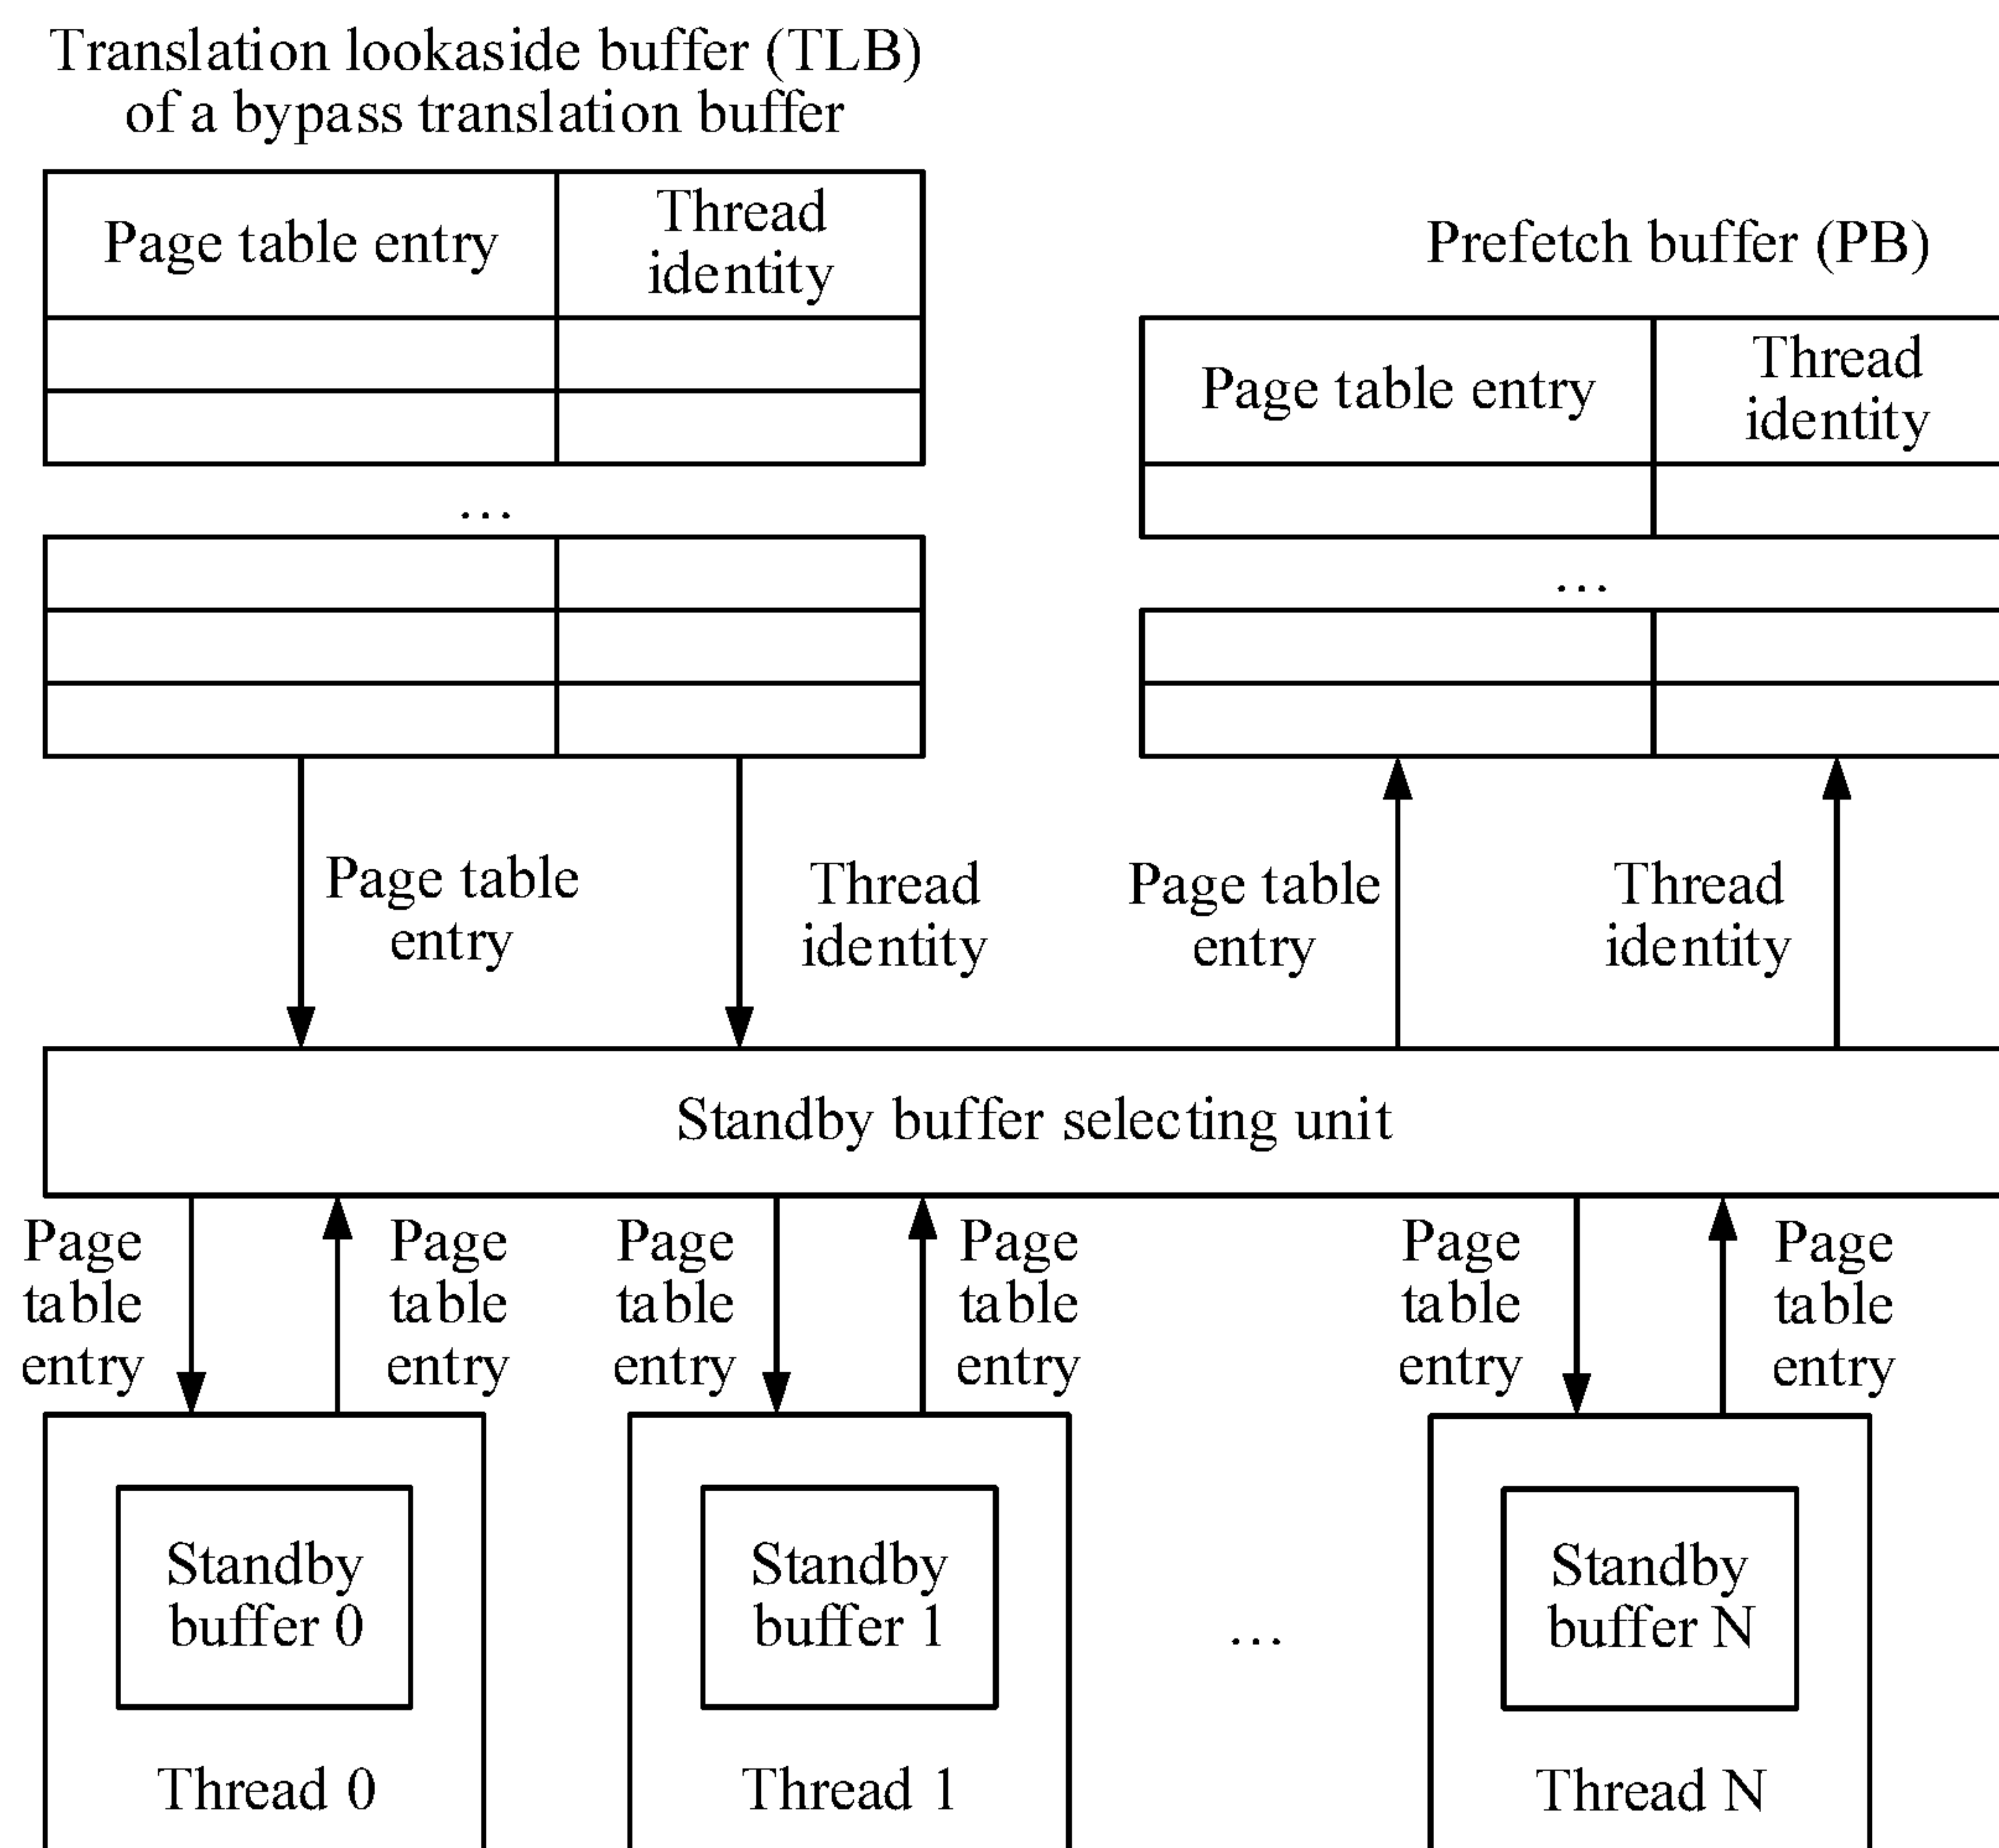 Translation lookaside buffer (TLB)
of a bypass translation buffer
Page table entry
Thread
identity
...
Prefetch buffer (PB)
Page table entry
Thread
identity
...
Page table
entry
Thread
identity
Page table
entry
Thread
identity
Standby buffer selecting unit
Page
table
entry
Page
table
entry
Page
table
entry
Page
table
entry
Page
table
entry
Page
table
entry
Standby
buffer 0
Thread 0
Standby
buffer 1
Thread 1
...
Standby
buffer N
Thread N